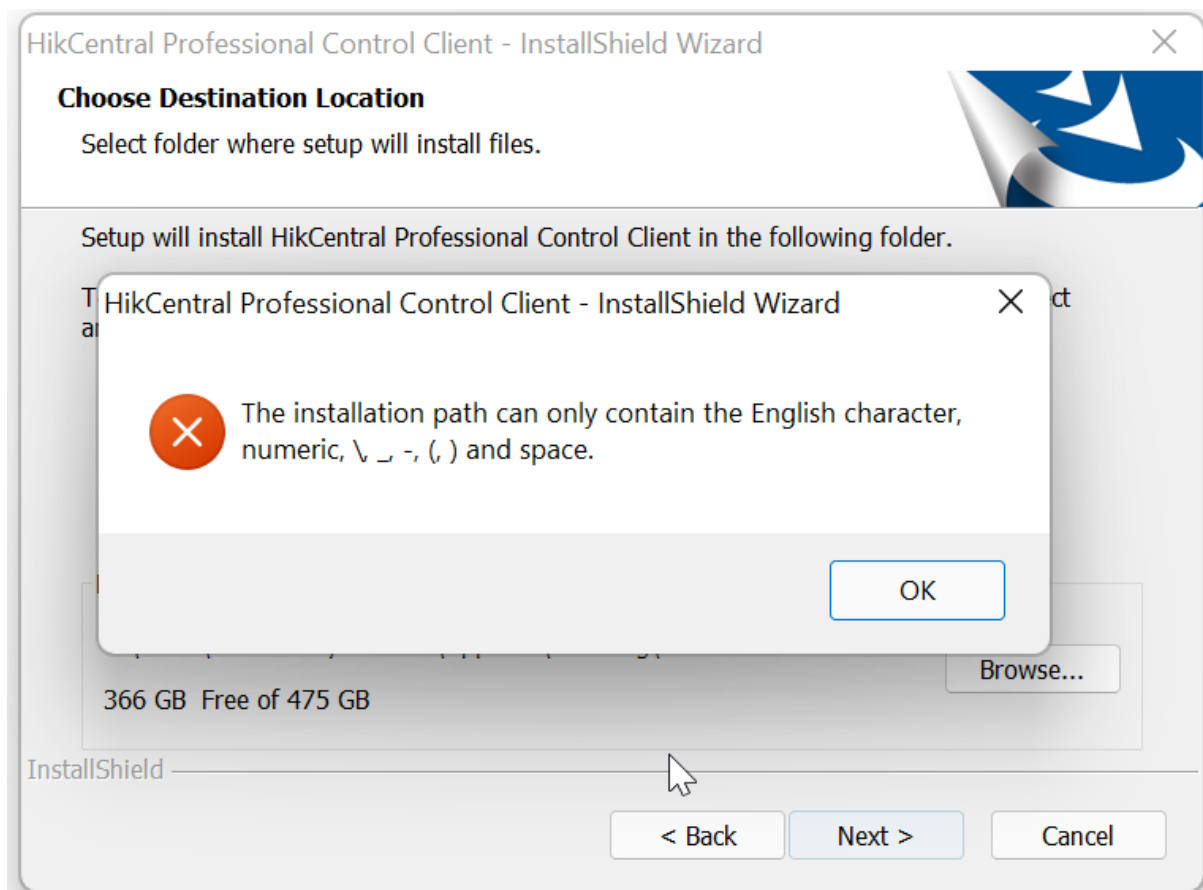 HikCentral Professional Control Client - InstallShield Wizard
Choose Destination Location
Select folder where setup will install files.
Setup will install HikCentral Professional Control Client in the following folder.
HikCentral Professional Control Client - InstallShield Wizard
The installation path can only contain the English character,
numeric, \, _, -, (, ) and space.
OK
Browse...
366 GB Free of 475 GB
InstallShield
< Back
Next >
Cancel